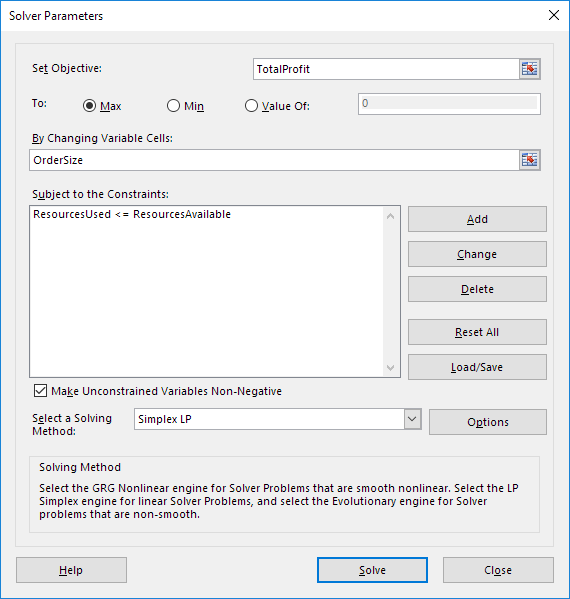 Solver Parameters
Set Objective:
TotalProfit
To:
Max
Min
Value Of:
0
By Changing Variable Cells:
OrderSize
Subject to the Constraints:
ResourcesUsed <= ResourcesAvailable
Add
Change
Delete
Reset All
Load/Save
Make Unconstrained Variables Non-Negative
Select a Solving
Method:
Simplex LP
Options
Solving Method
Select the GRG Nonlinear engine for Solver Problems that are smooth nonlinear. Select the LP
Simplex engine for linear Solver Problems, and select the Evolutionary engine for Solver
problems that are non-smooth.
Help
Solve
Close